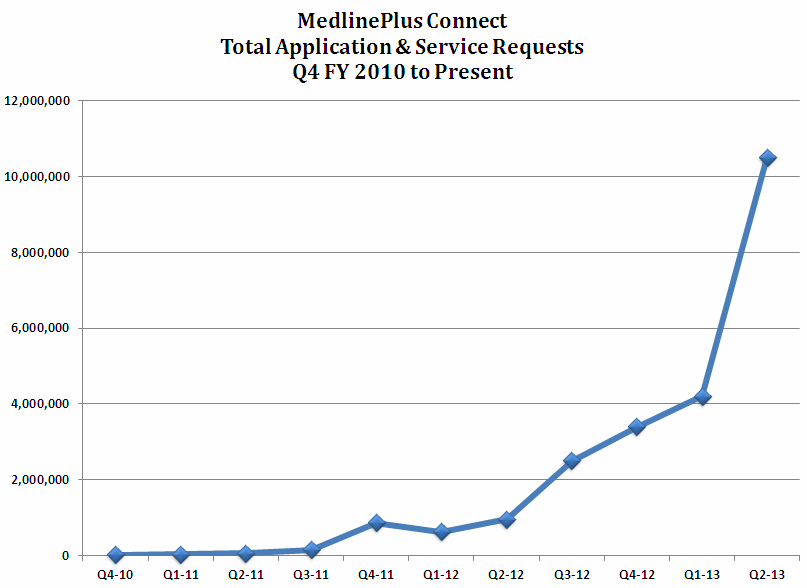 MedlinePlus Connect
Total Application & Service Requests
Q4 FY 2010 to Present
12,000,000
10,000,000
8,000,000
6,000,000
4,000,000
2,000,000
0
Q4-10 Q1-11 Q2-11 Q3-11 Q4-11 Q1-12 Q2-12 Q3-12 Q4-12 Q1-13 Q2-13